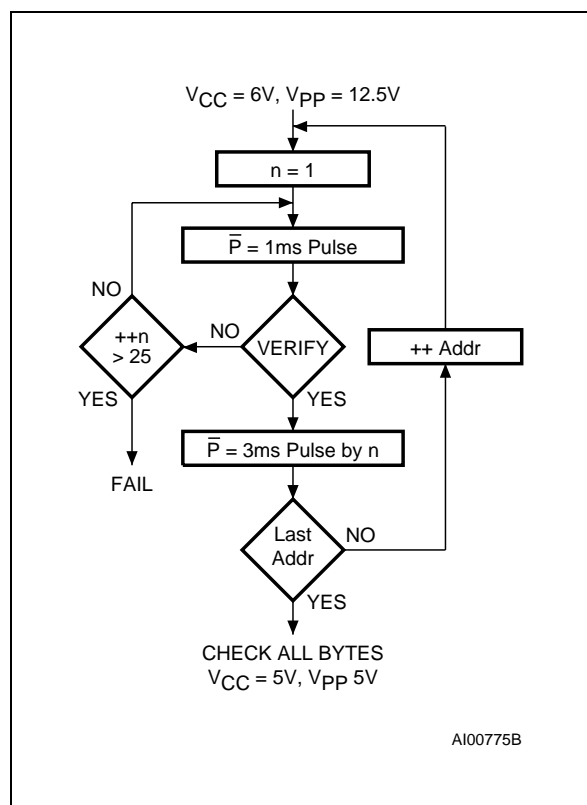 VCC = 6V, VPP = 12.5V
n = 1
P̅ = 1ms Pulse
NO
++n
> 25
NO
VERIFY
++ Addr
YES
YES
P̅ = 3ms Pulse by n
FAIL
Last
Addr
NO
YES
CHECK ALL BYTES
VCC = 5V, VPP 5V
AI00775B